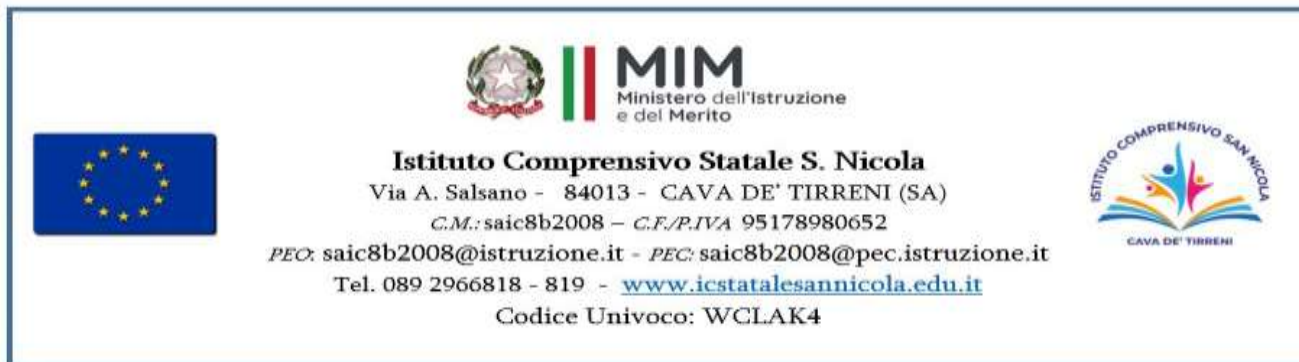 MIM
Ministero dell'Istruzione
e del Merito
Istituto Comprensivo Statale S. Nicola
Via A. Salsano - 84013 - CAVA DE' TIRRENI (SA)
C.M.: saic8b2008 – C.F./P.IVA 95178980652
PEO: saic8b2008@istruzione.it - PEC: saic8b2008@pec.istruzione.it
Tel. 089 2966818 - 819 - www.icstatalesannicola.edu.it
Codice Univoco: WCLAK4
ISTITUTO COMPRENSIVO SAN NICOLA
CAVA DE' TIRRENI